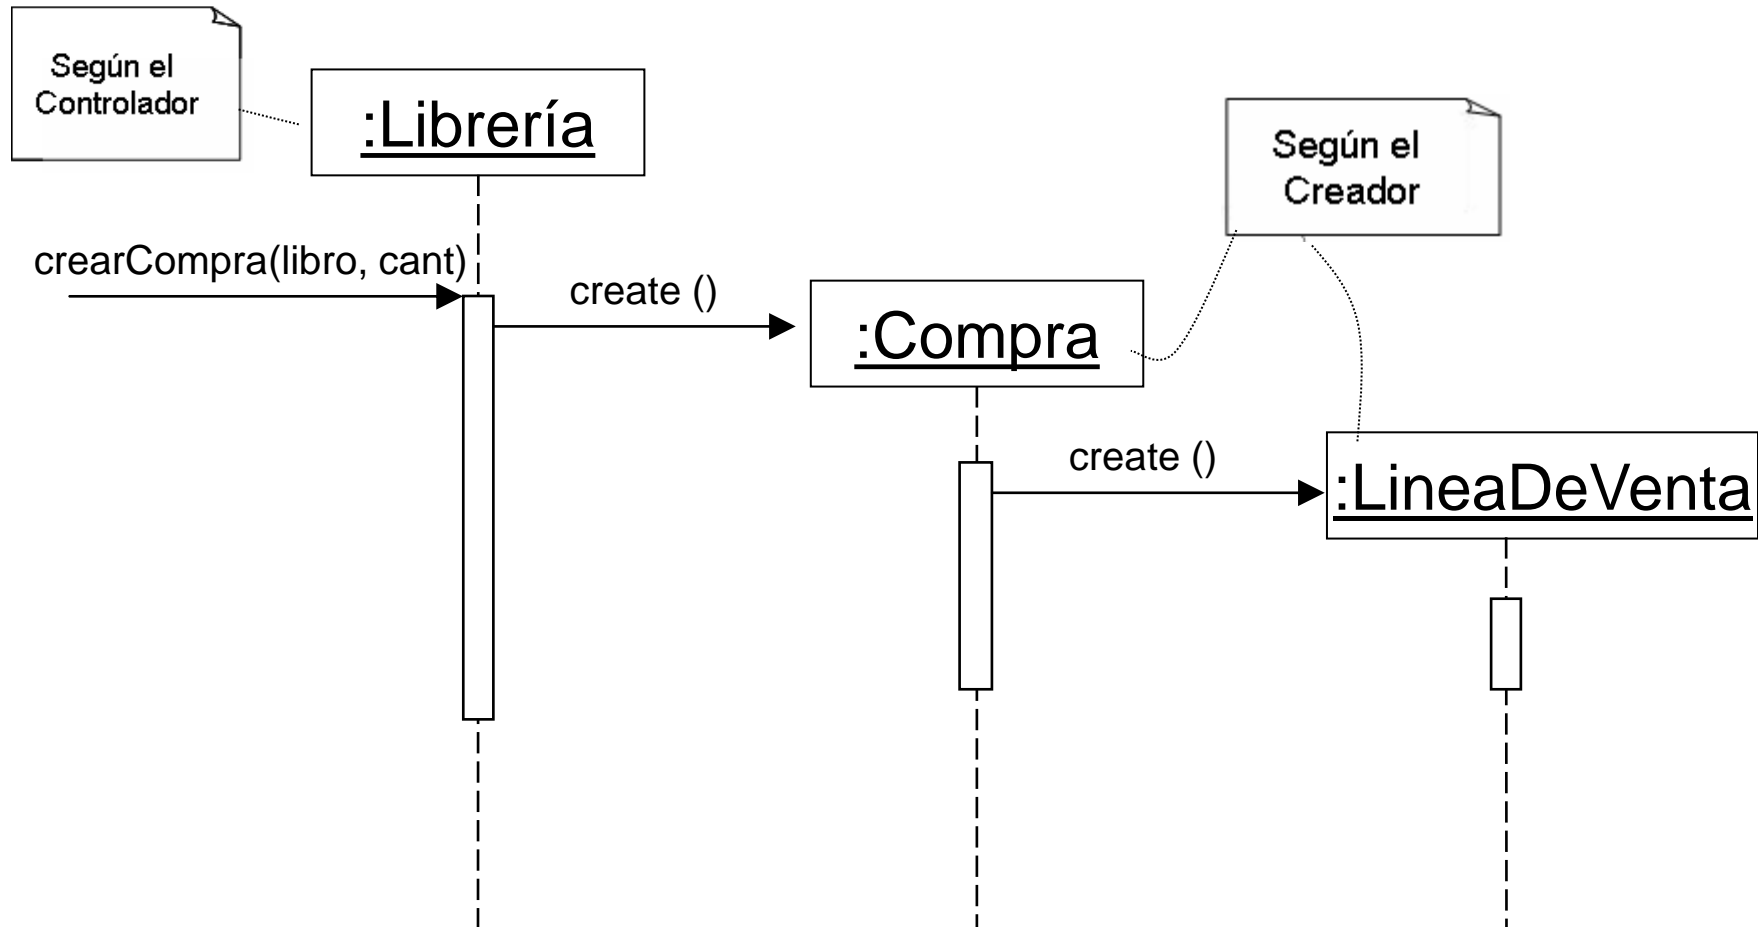 Según el
Controlador
:Librería
Según el
Creador
crearCompra(libro, cant)
create ()
:Compra
create ()
:LineaDeVenta